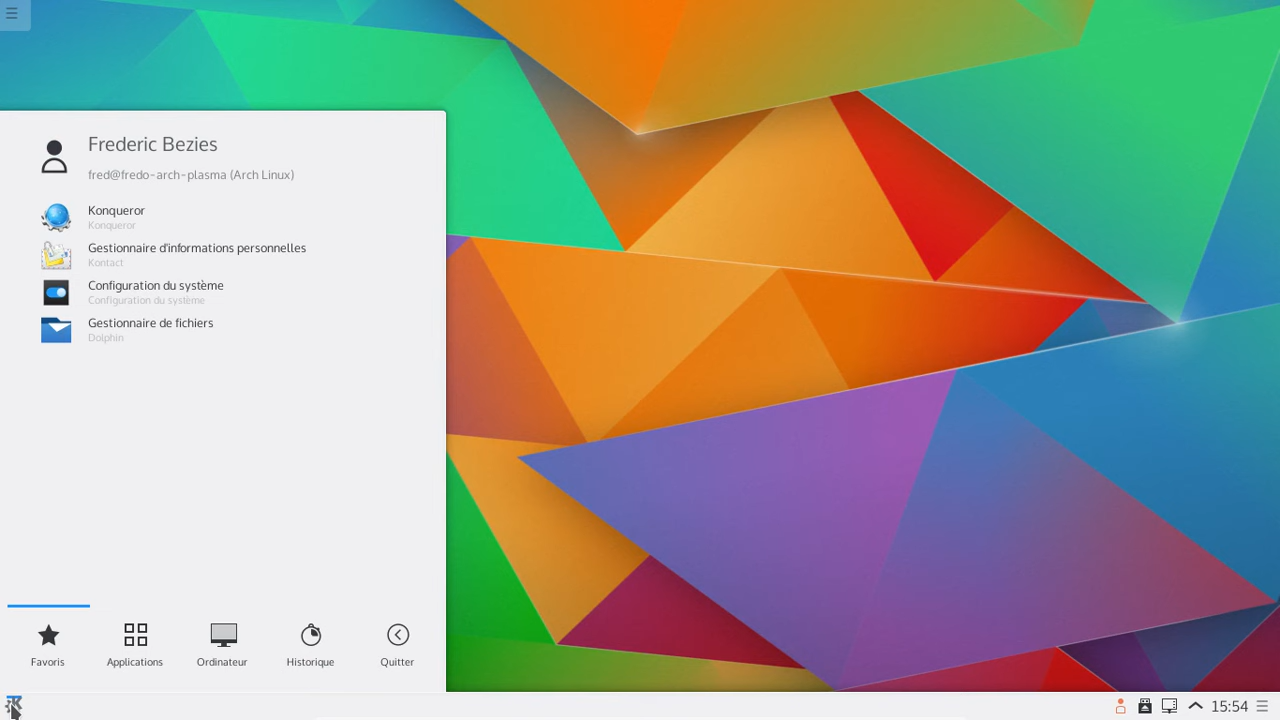 Frederic Bezies
fred@fredo-arch-plasma (Arch Linux)
Konqueror
Konqueror
Gestionnaire d'informations personnelles
Kontact
Configuration du système
Configuration du système
Gestionnaire de fichiers
Dolphin
Favoris
Applications
Ordinateur
Historique
Quitter
15:54